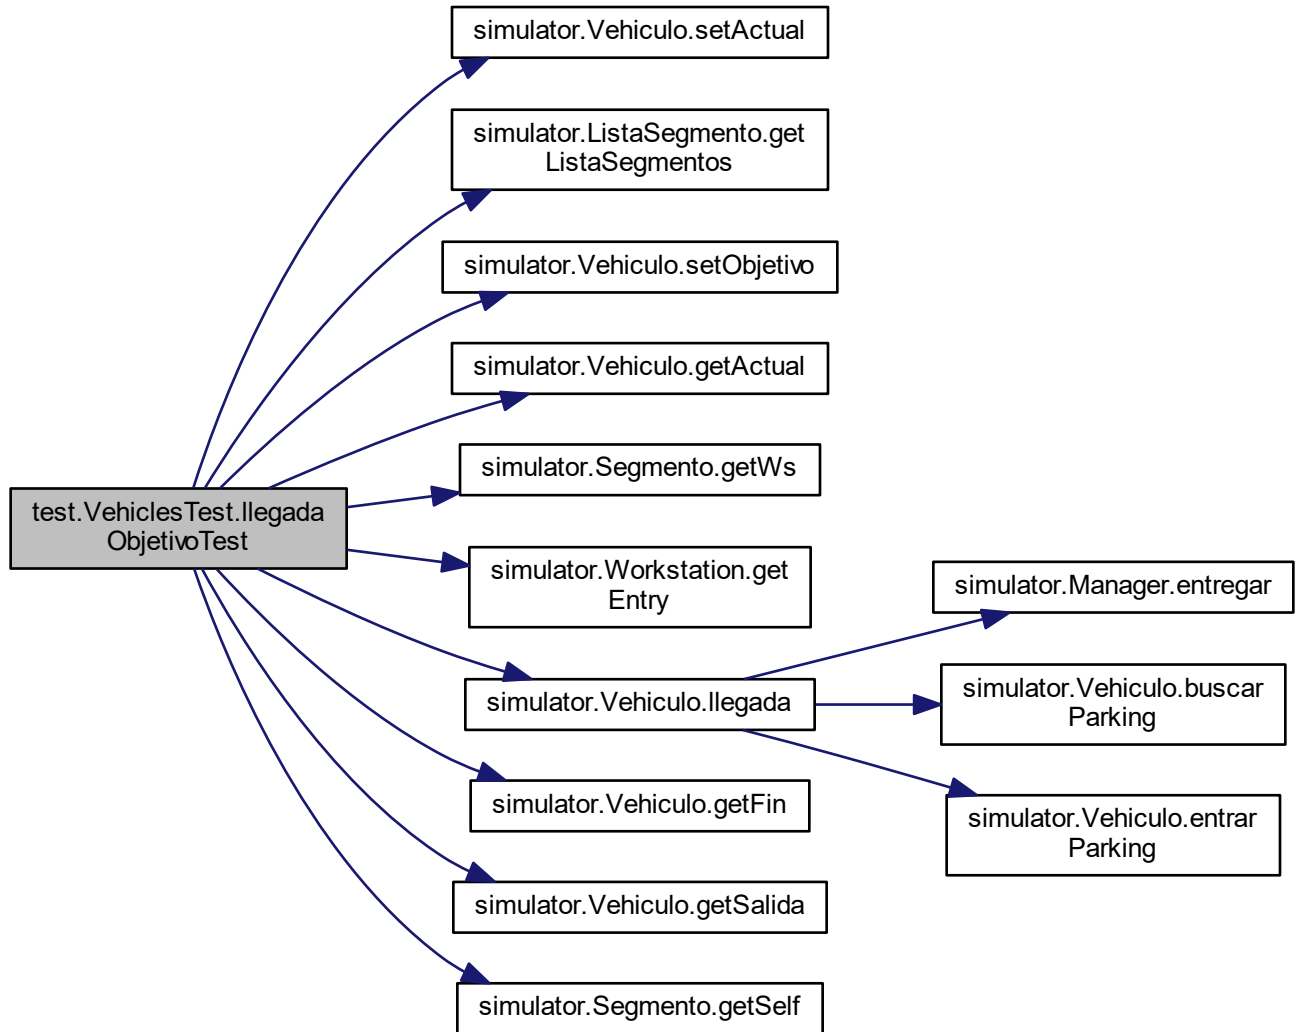 simulator.Vehiculo.setActual
simulator.ListaSegmento.get
ListaSegmentos
simulator.Vehiculo.setObjetivo
simulator.Vehiculo.getActual
simulator.Segmento.getWs
test.VehiclesTest.llegada
ObjetivoTest
simulator.Workstation.get
Entry
simulator.Manager.entregar
simulator.Vehiculo.llegada
simulator.Vehiculo.buscar
Parking
simulator.Vehiculo.getFin
simulator.Vehiculo.entrar
Parking
simulator.Vehiculo.getSalida
simulator.Segmento.getSelf